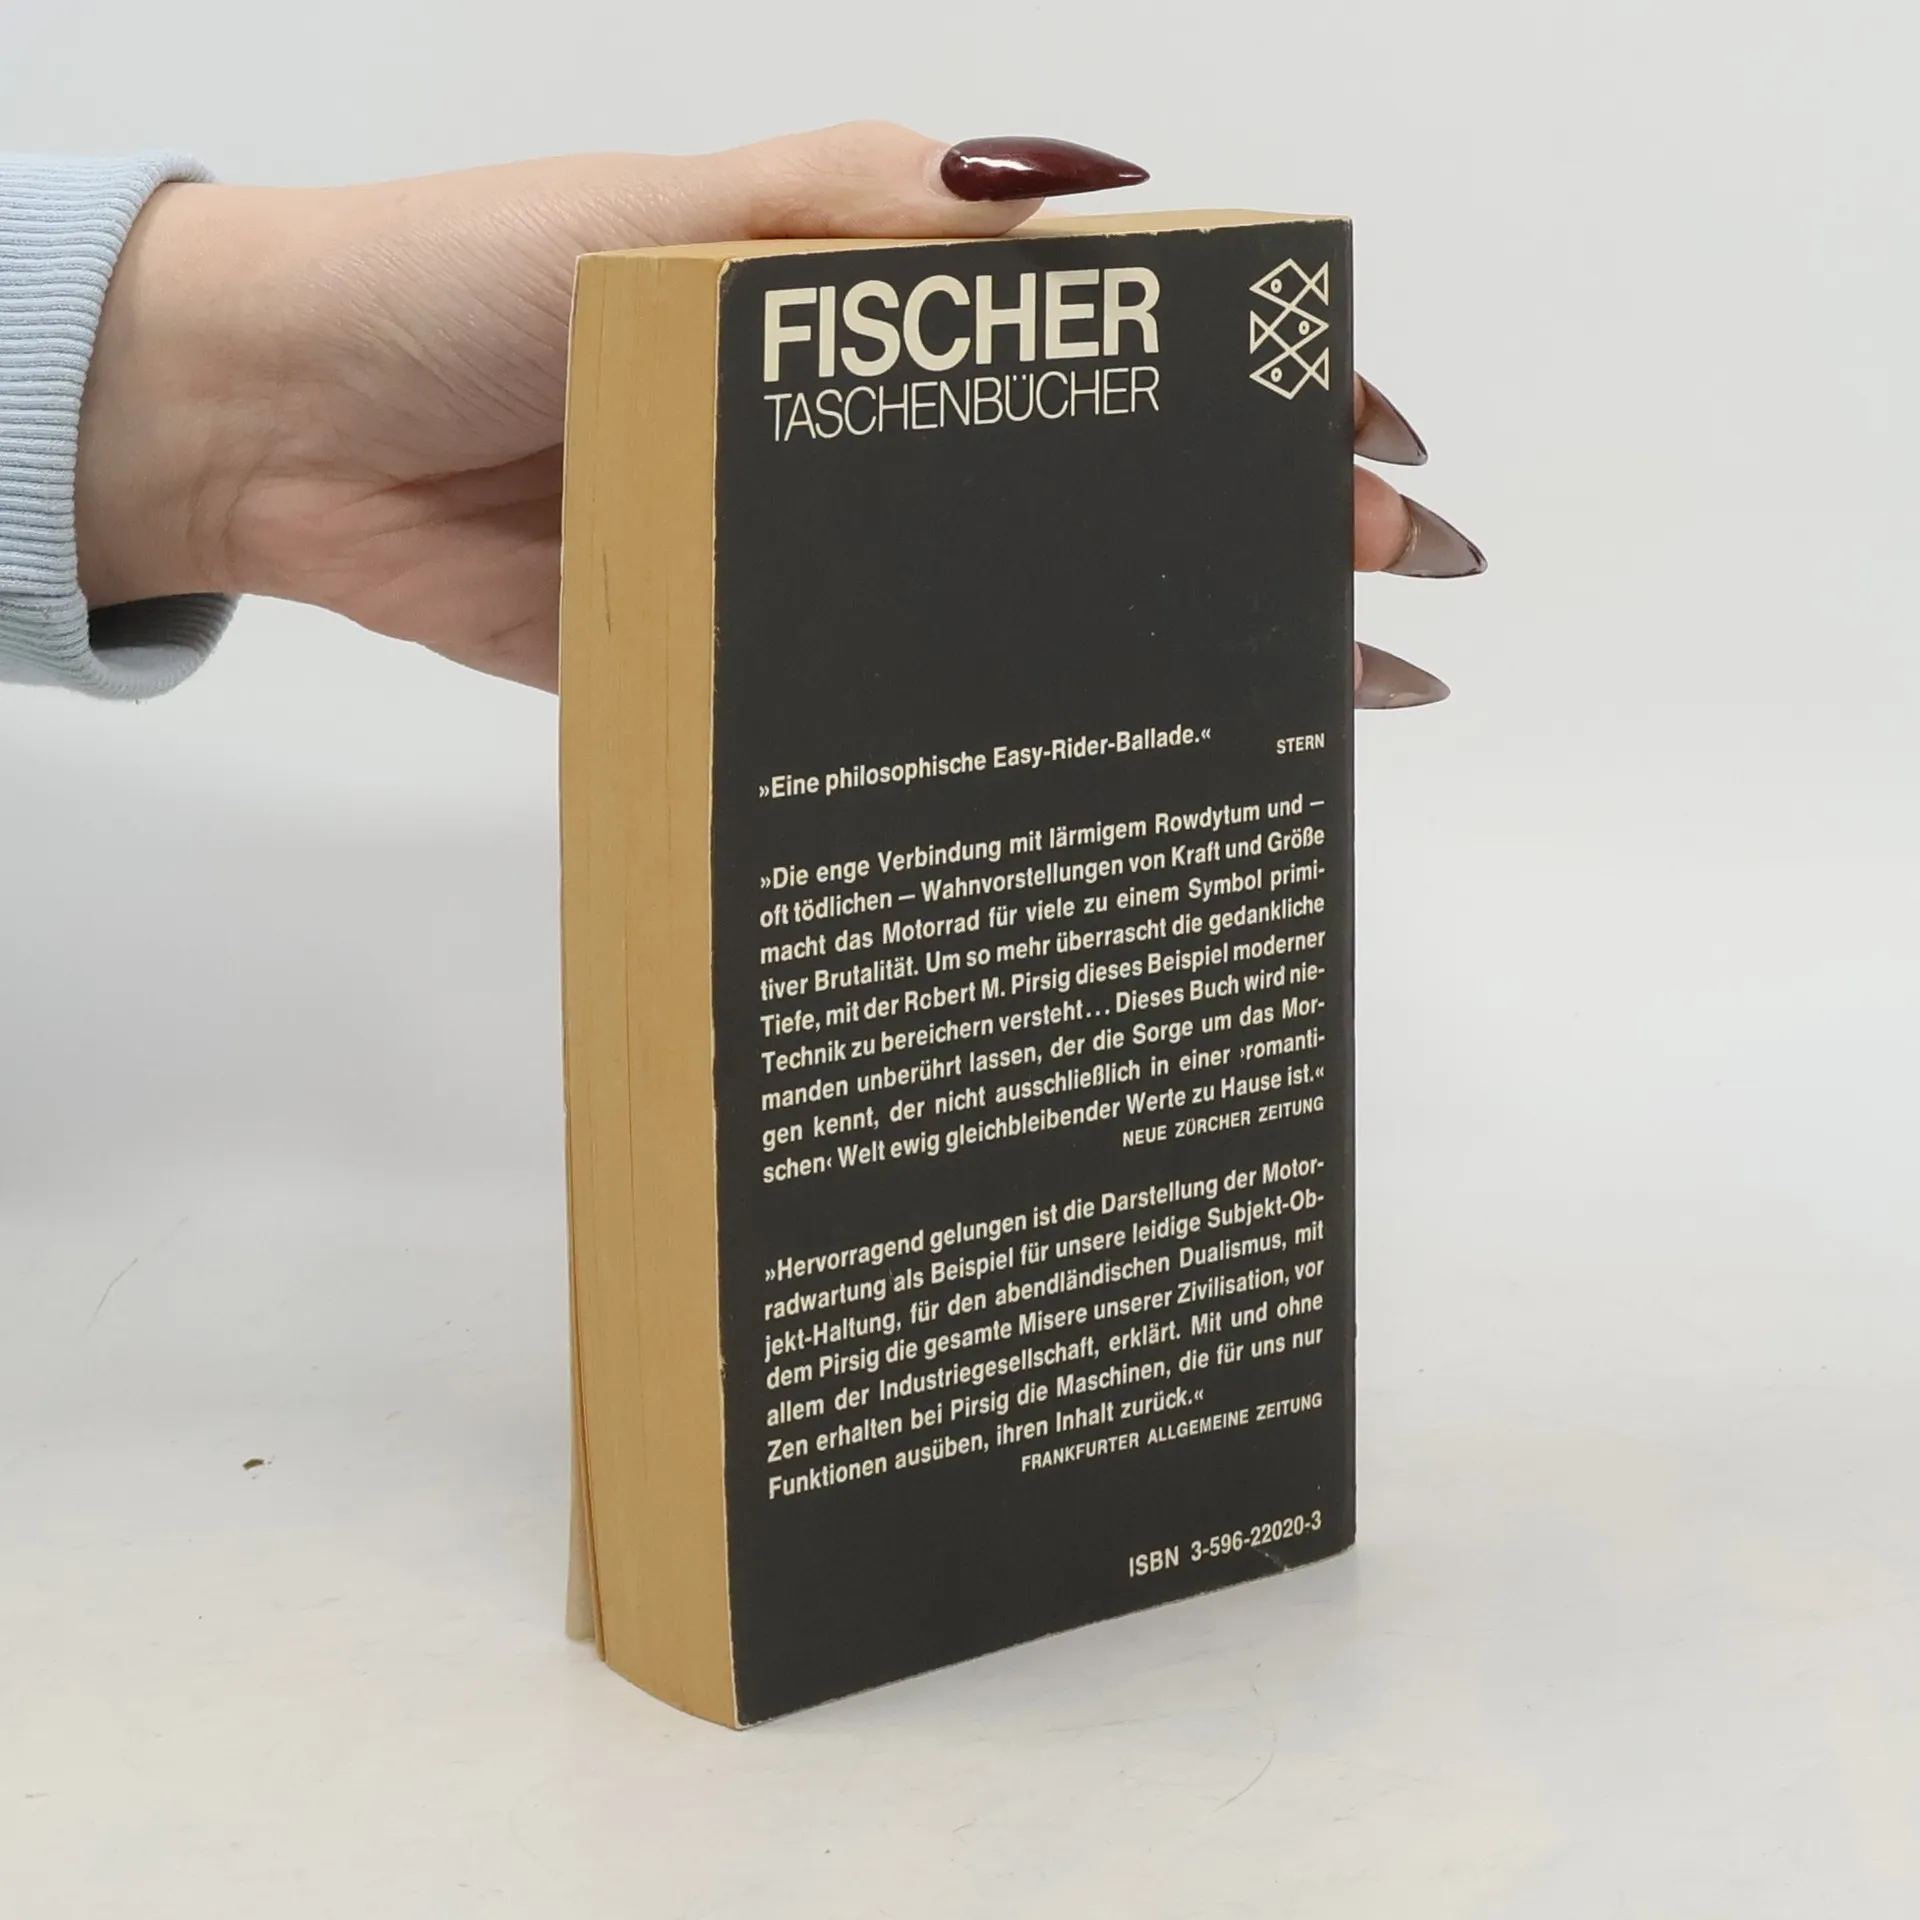 FISCHER
TASCHENBÜCHER
»Eine philosophische Easy-Rider-Ballade.«
STERN
»Die enge Verbindung mit lärmigem Rowdytum und –
oft tödlichen – Wahnvorstellungen von Kraft und Größe
macht das Motorrad für viele zu einem Symbol primi-
tiver Brutalität. Um so mehr überrascht die gedankliche
Tiefe, mit der Robert M. Pirsig dieses Beispiel moderner
Technik zu bereichern versteht... Dieses Buch wird nie-
manden unberührt lassen, der die Sorge um das Mor-
gen kennt, der nicht ausschließlich in einer ›romanti-
schen‹ Welt ewig gleichbleibender Werte zu Hause ist.«
NEUE ZÜRCHER ZEITUNG
»Hervorragend gelungen ist die Darstellung der Motor-
radwartung als Beispiel für unsere leidige Subjekt-Ob-
jekt-Haltung, für den abendländischen Dualismus, mit
dem Pirsig die gesamte Misere unserer Zivilisation, vor
allem der Industriegesellschaft, erklärt. Mit und ohne
Zen erhalten bei Pirsig die Maschinen, die für uns nur
Funktionen ausüben, ihren Inhalt zurück.«
FRANKFURTER ALLGEMEINE ZEITUNG
ISBN 3-596-22020-3